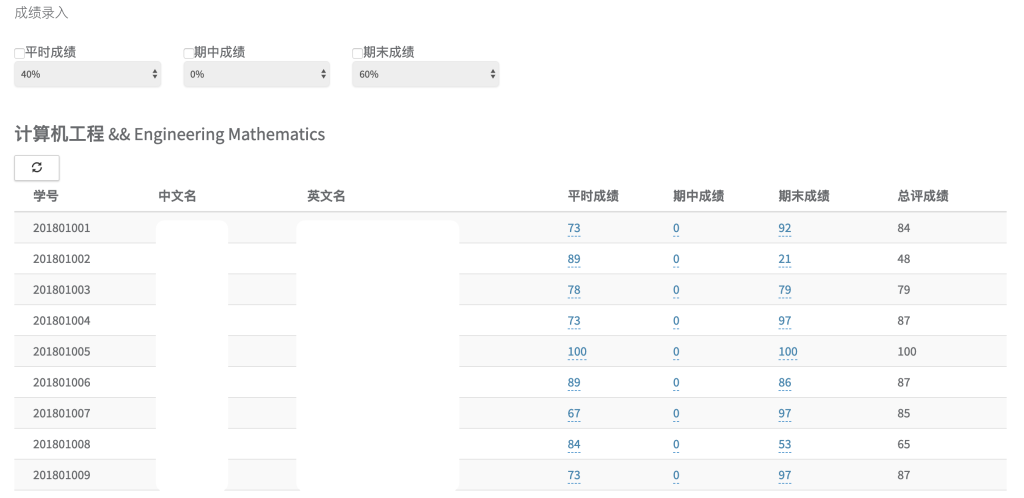 成绩录入
平时成绩 期中成绩 期末成绩
40% 0% 60%
计算机工程 && Engineering Mathematics
学号 中文名 英文名 平时成绩 期中成绩 期末成绩 总评成绩
201801001 73 0 92 84
201801002 89 0 21 48
201801003 78 0 79 79
201801004 73 0 97 87
201801005 100 0 100 100
201801006 89 0 86 87
201801007 67 0 97 85
201801008 84 0 53 65
201801009 73 0 97 87